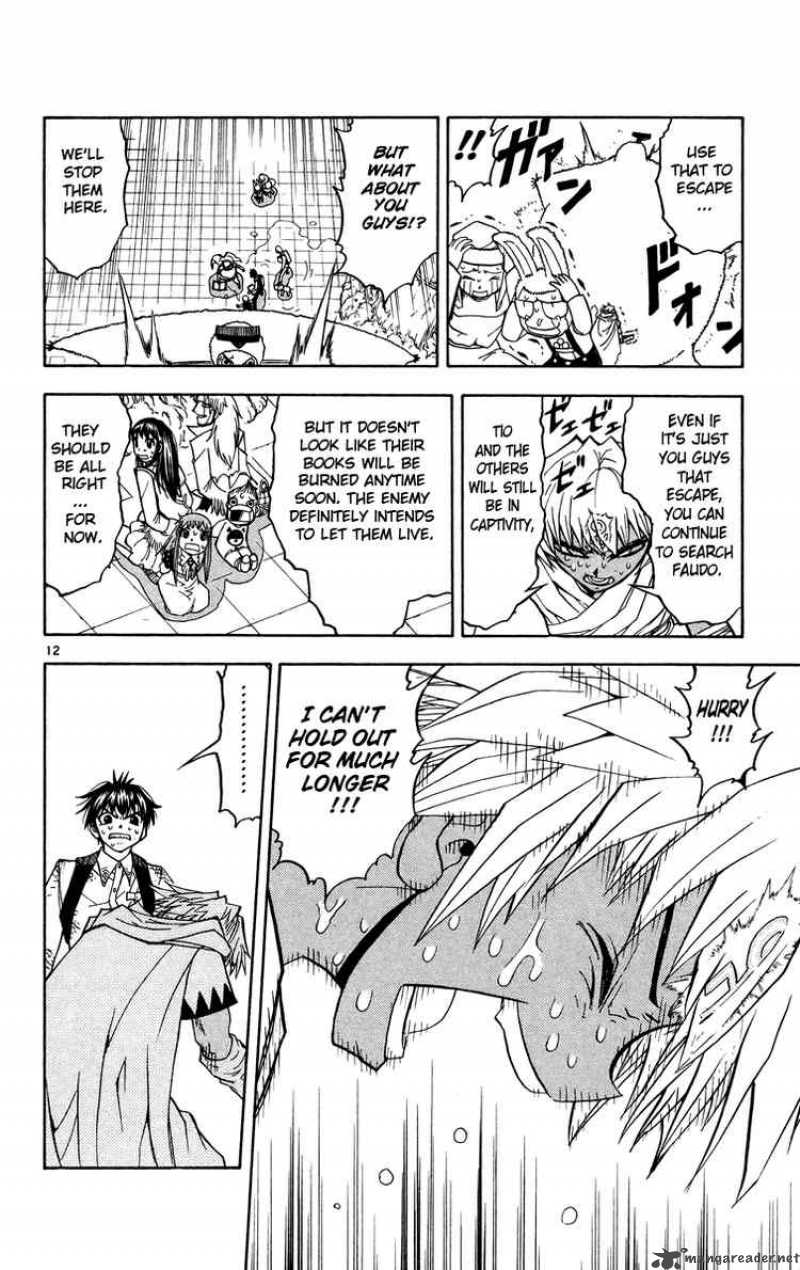 USE
THAT TO
ESCAPE
...
ガァン
ドォン
!!
BUT
WHAT
ABOUT
YOU
GUYS!?
WE'LL
STOP
THEM
HERE.
EVEN IF
IT'S JUST
YOU GUYS
THAT
ESCAPE,
YOU CAN
CONTINUE
TO SEARCH
FAUDO.
ゼェゼェ
TIO
AND THE
OTHERS
WILL STILL
BE IN
CAPTIVITY,
BUT IT DOESN'T
LOOK LIKE THEIR
BOOKS WILL BE
BURNED ANYTIME
SOON. THE ENEMY
DEFINITELY INTENDS
TO LET THEM LIVE.
THEY
SHOULD
BE ALL
RIGHT
...
FOR
NOW.
12
HURRY
!!!
I CAN'T
HOLD OUT
FOR MUCH
LONGER
!!!
.........
mangareader.net